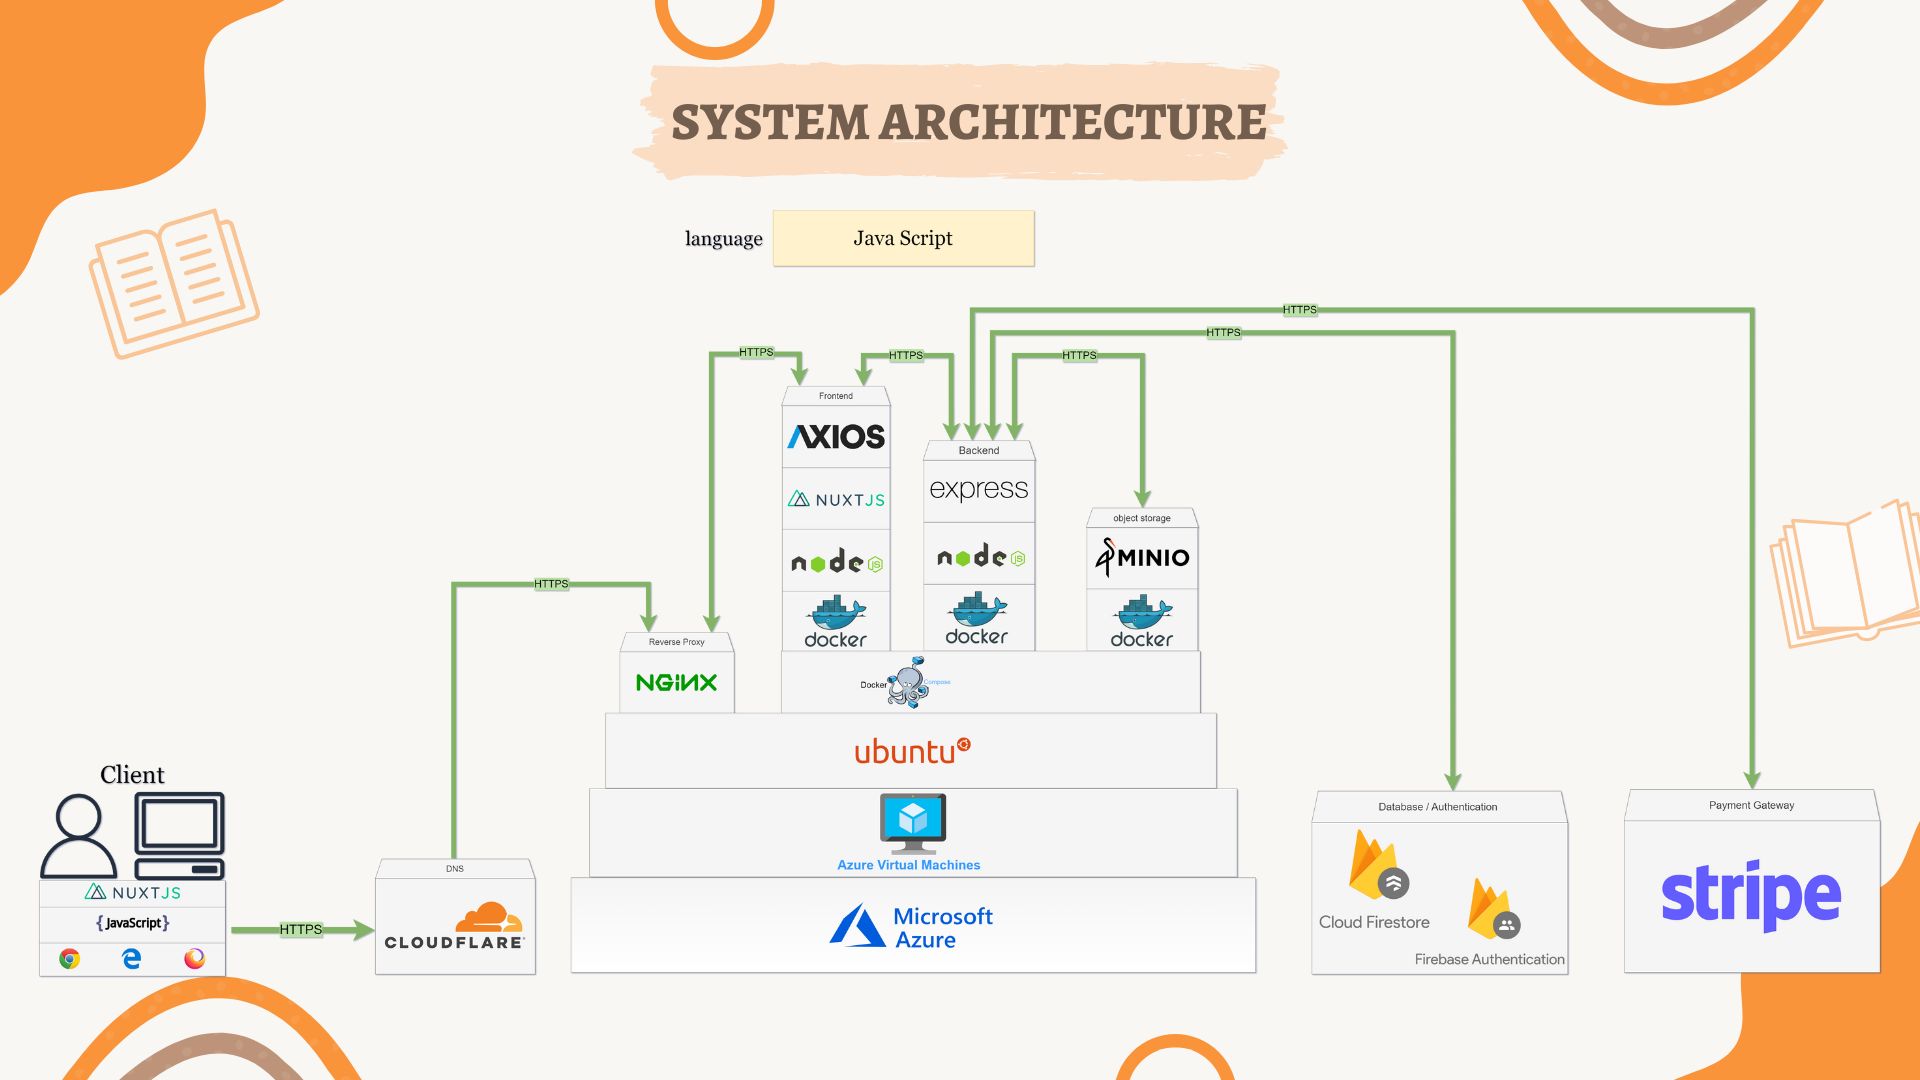 SYSTEM ARCHITECTURE
language
Java Script
HTTPS
HTTPS
HTTPS
HTTPS
HTTPS
Frontend
AXIOS
NUXTJS
node JS
docker
Backend
express
node JS
docker
object storage
MINIO
docker
HTTPS
Reverse Proxy
NGINX
Docker Compose
ubuntu
Azure Virtual Machines
Microsoft
Azure
Client
NUXTJS
{JavaScript}
HTTPS
DNS
CLOUDFLARE
Database / Authentication
Cloud Firestore
Firebase Authentication
Payment Gateway
stripe